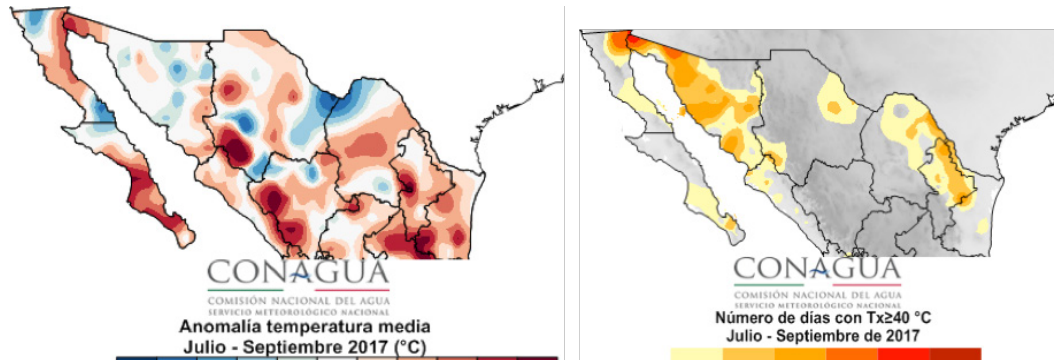 CONAGUA
COMISIÓN NACIONAL DEL AGUA
SERVICIO METEOROLÓGICO NACIONAL
Anomalía temperatura media
Julio - Septiembre 2017 (°C)
CONAGUA
COMISIÓN NACIONAL DEL AGUA
SERVICIO METEOROLÓGICO NACIONAL
Número de días con Tx≥40 °C
Julio - Septiembre de 2017